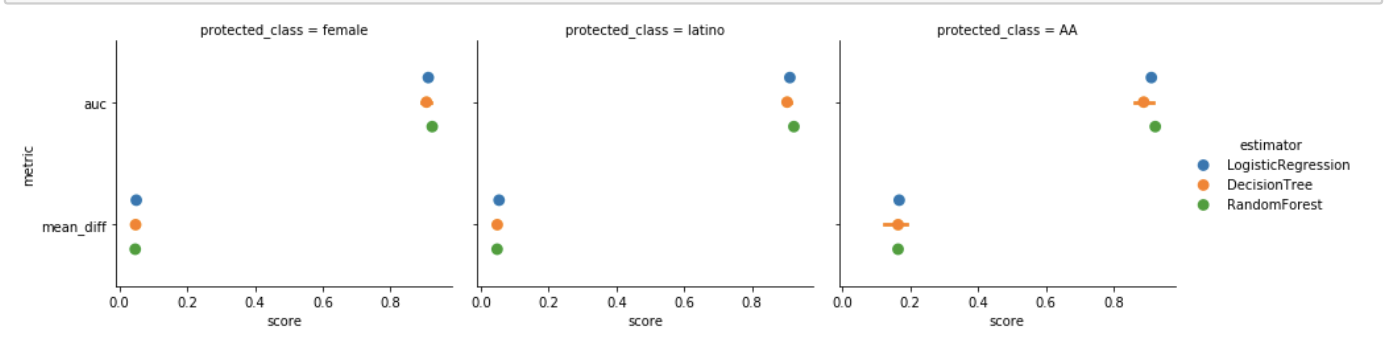 protected_class = female protected_class = latino protected_class = AA
auc
metric
mean_diff
estimator
LogisticRegression
DecisionTree
RandomForest
0.0 0.2 0.4 0.6 0.8 0.0 0.2 0.4 0.6 0.8 0.0 0.2 0.4 0.6 0.8
score score score